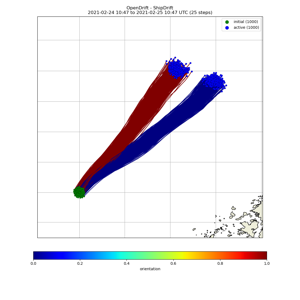 OpenDrift - ShipDrift
2021-02-24 10:47 to 2021-02-25 10:47 UTC (25 steps)
initial (1000)
active (1000)
0.0 0.2 0.4 0.6 0.8 1.0
orientation